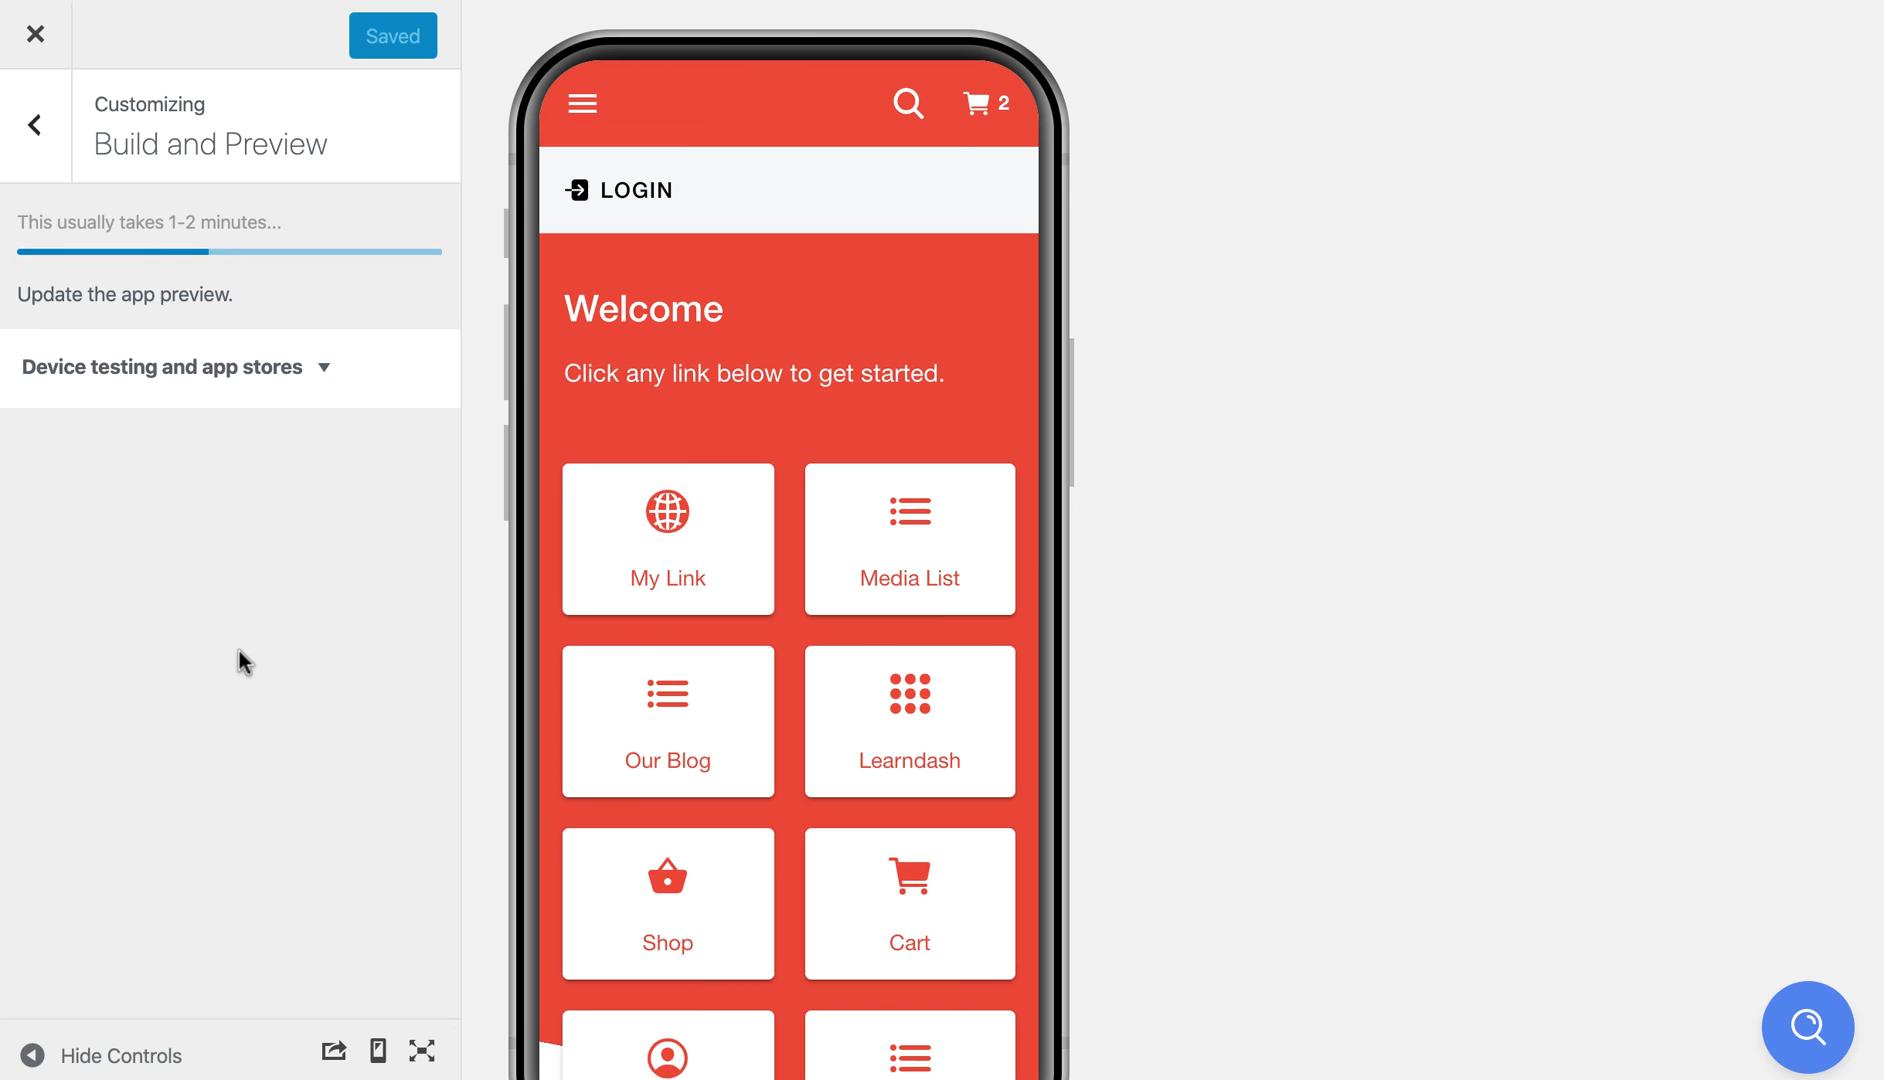 Saved
Customizing
Build and Preview
This usually takes 1-2 minutes...
Update the app preview.
Device testing and app stores
Hide Controls
2
LOGIN
Welcome
Click any link below to get started.
My Link
Media List
Our Blog
Learndash
Shop
Cart